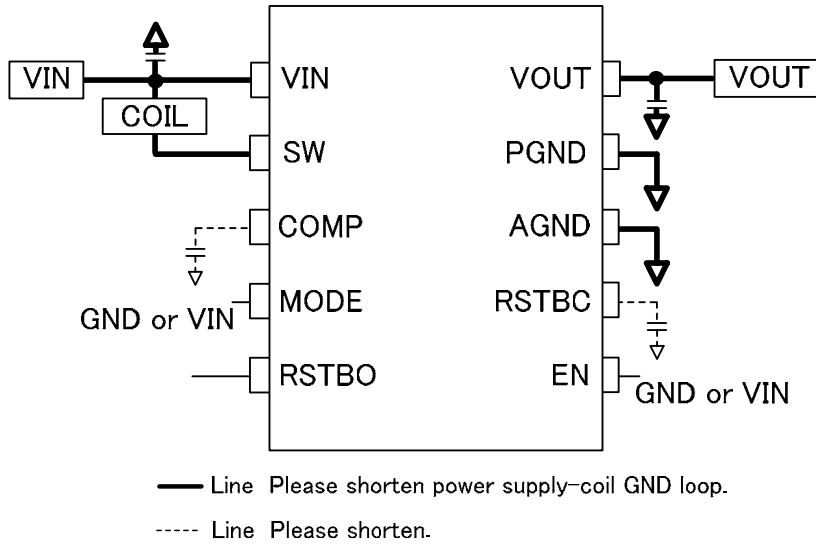 VIN
VIN
VOUT
VOUT
COIL
SW
PGND
COMP
AGND
MODE
RSTBC
GND or VIN
RSTBO
EN
GND or VIN
Line Please shorten power supply-coil GND loop.
Line Please shorten.